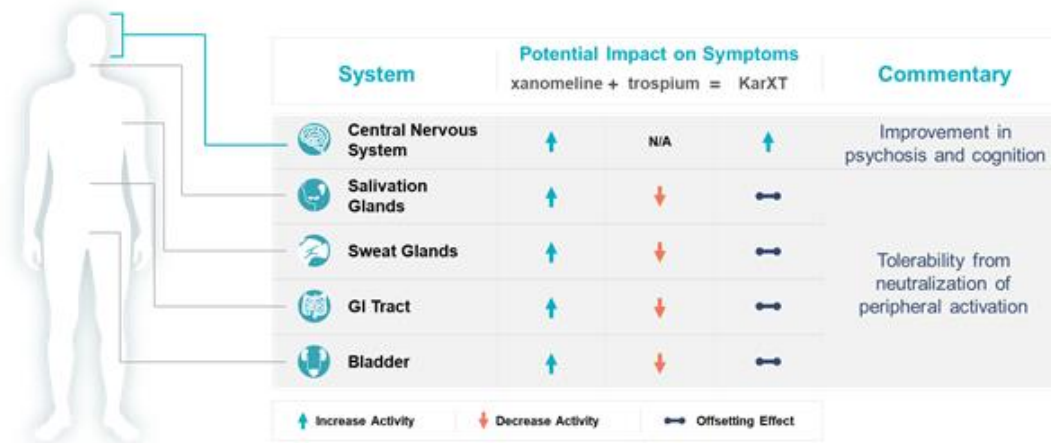 Potential Impact on Symptoms
System
xanomeline + trospium = KarXT
Commentary
Central Nervous
System
N/A
Improvement in
psychosis and cognition
Salivation
Glands
Sweat Glands
Tolerability from
neutralization of
peripheral activation
GI Tract
Bladder
Increase Activity
Decrease Activity
Offsetting Effect